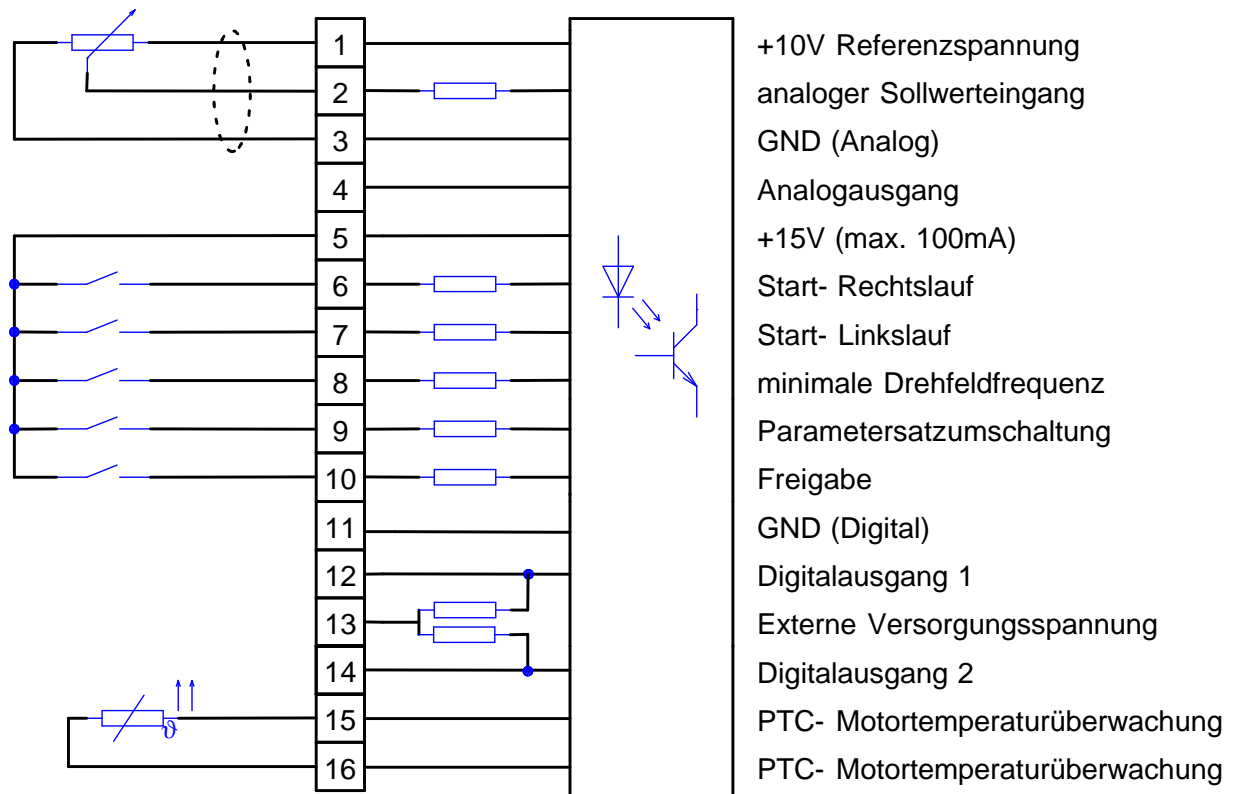 1 +10V Referenzspannung
2 analoger Sollwerteingang
3 GND (Analog)
4 Analogausgang
5 +15V (max. 100mA)
6 Start- Rechtslauf
7 Start- Linkslauf
8 minimale Drehfeldfrequenz
9 Parametersatzumschaltung
10 Freigabe
11 GND (Digital)
12 Digitalausgang 1
13 Externe Versorgungsspannung
14 Digitalausgang 2
ϑ 15 PTC- Motortemperaturüberwachung
16 PTC- Motortemperaturüberwachung